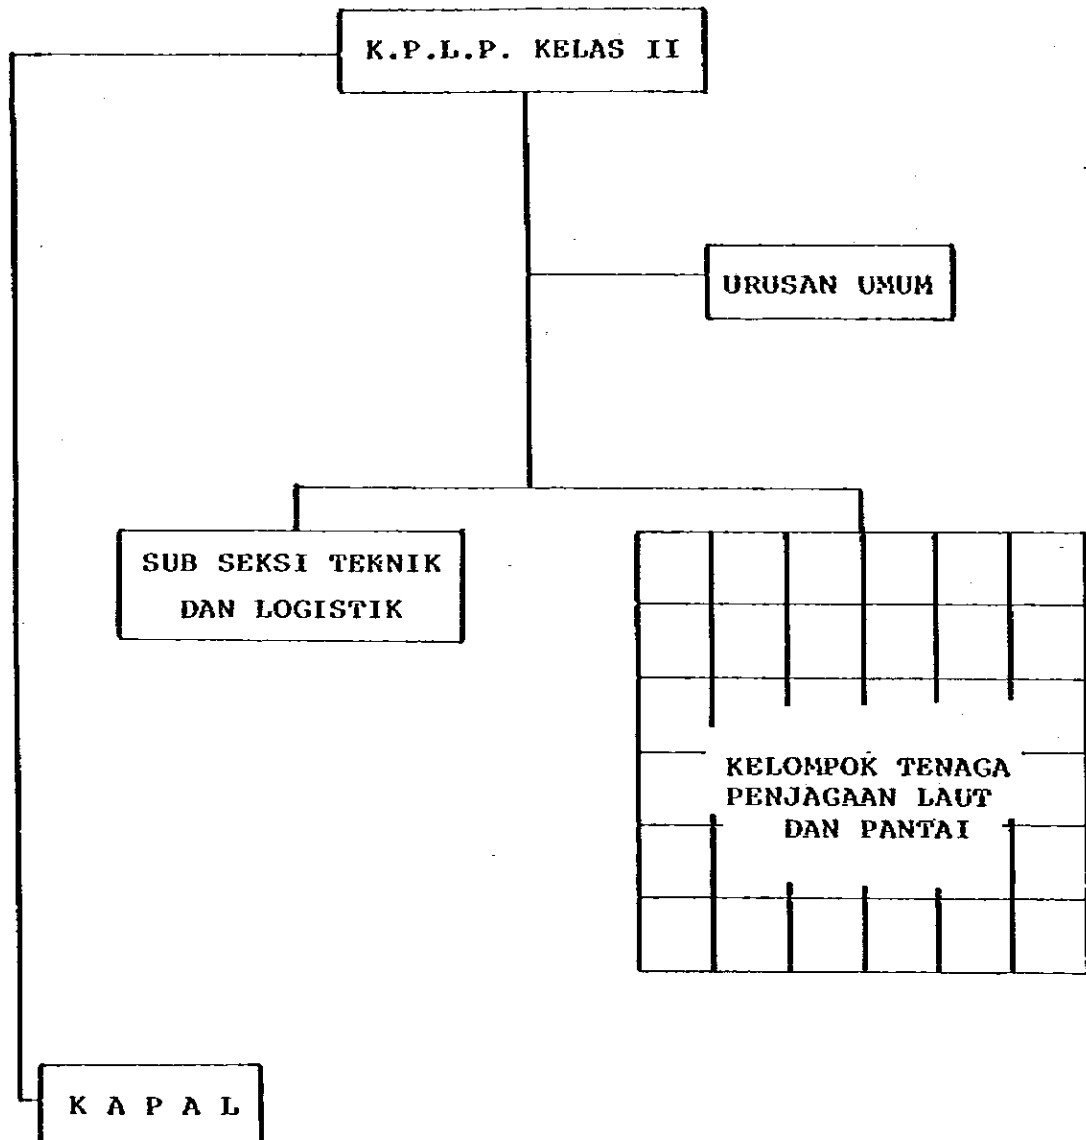 K.P.L.P. KELAS II
URUSAN UMUM
SUB SEKSI TEKNIK
DAN LOGISTIK
KELOMPOK TENAGA
PENJAGAAN LAUT
DAN PANTAI
K A P A L